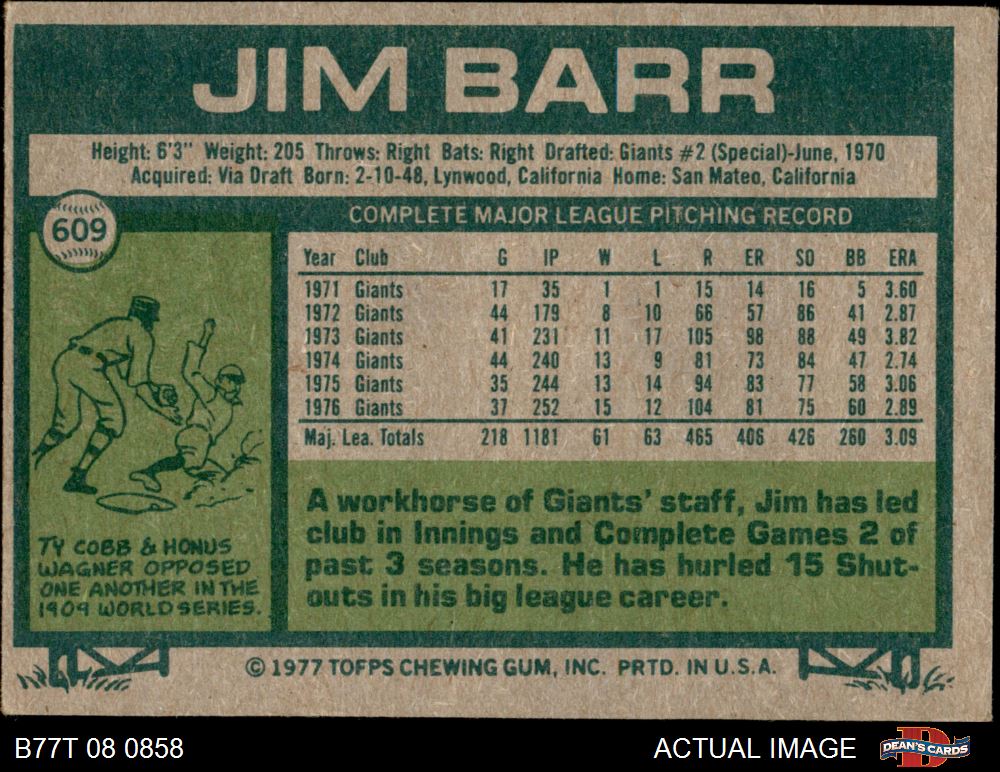 JIM BARR
Height: 6'3" Weight: 205 Throws: Right Bats: Right Drafted: Giants #2 (Special)-June, 1970
Acquired: Via Draft Born: 2-10-48, Lynwood, California Home: San Mateo, California
609
COMPLETE MAJOR LEAGUE PITCHING RECORD
Year Club G IP W L R ER SO BB ERA
1971 Giants 17 35 1 1 15 14 16 5 3.60
1972 Giants 44 179 8 10 66 57 86 41 2.87
1973 Giants 41 231 11 17 105 98 88 49 3.82
1974 Giants 44 240 13 9 81 73 84 47 2.74
1975 Giants 35 244 13 14 94 83 77 58 3.06
1976 Giants 37 252 15 12 104 81 75 60 2.89
Maj. Lea. Totals 218 1181 61 63 465 406 426 260 3.09
TY COBB & HONUS
WAGNER OPPOSED
ONE ANOTHER IN THE
1909 WORLD SERIES.
A workhorse of Giants' staff, Jim has led
club in Innings and Complete Games 2 of
past 3 seasons. He has hurled 15 Shut-
outs in his big league career.
© 1977 TOPPS CHEWING GUM, INC. PRTD. IN U.S.A.
B77T 08 0858
ACTUAL IMAGE
D
DEAN'S CARDS